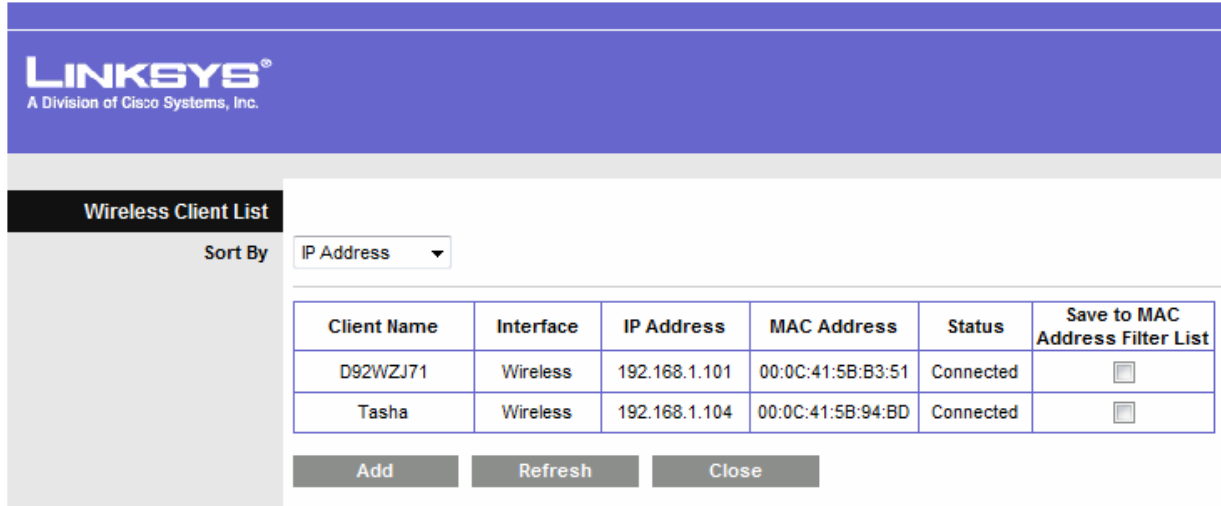 LINKSYS®
A Division of Cisco Systems, Inc.
Wireless Client List
Sort By IP Address
Client Name Interface IP Address MAC Address Status Save to MAC Address Filter List
D92WZJ71 Wireless 192.168.1.101 00:0C:41:5B:B3:51 Connected
Tasha Wireless 192.168.1.104 00:0C:41:5B:94:BD Connected
Add Refresh Close